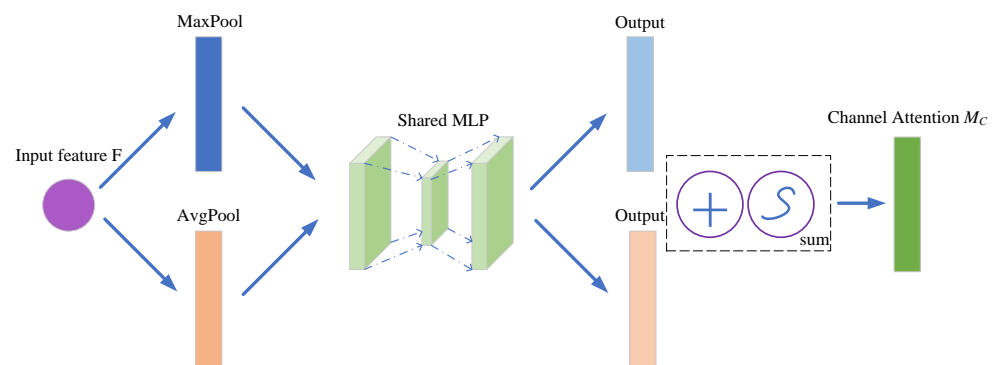 MaxPool
Output
Shared MLP
Channel Attention M_C
Input feature F
AvgPool
Output
+ S
sum